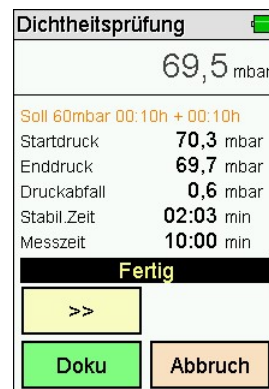 Dichtheitsprüfung
69,5 mbar
Soll 60mbar 00:10h + 00:10h
Startdruck 70,3 mbar
Enddruck 69,7 mbar
Druckabfall 0,6 mbar
Stabil.Zeit 02:03 min
Messzeit 10:00 min
Fertig
>>
Doku Abbruch